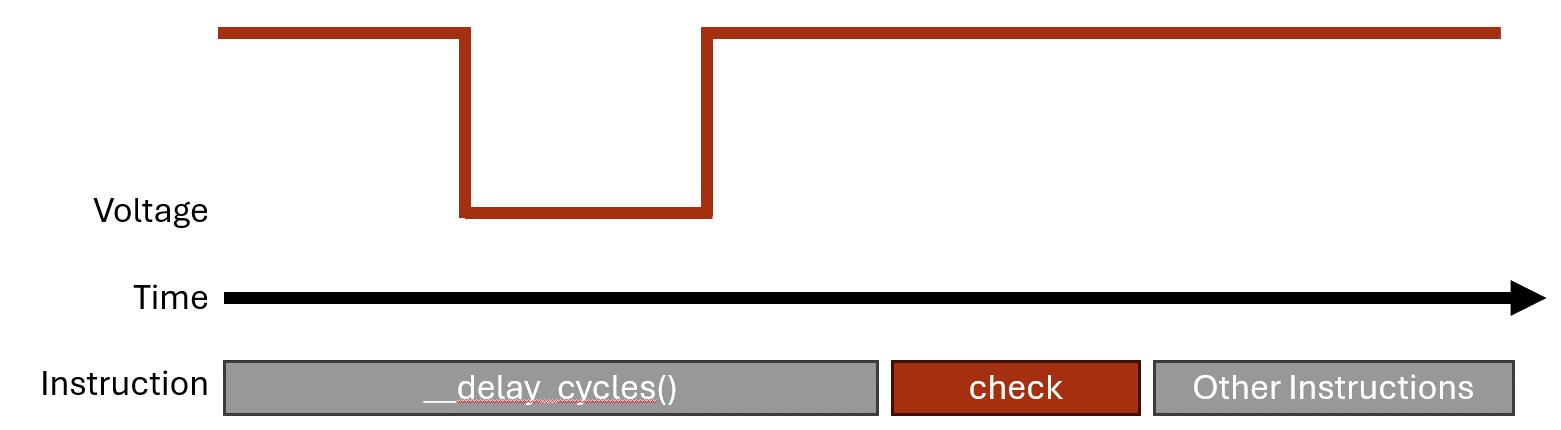 Voltage
Time
Instruction
__delay_cycles()
check
Other Instructions